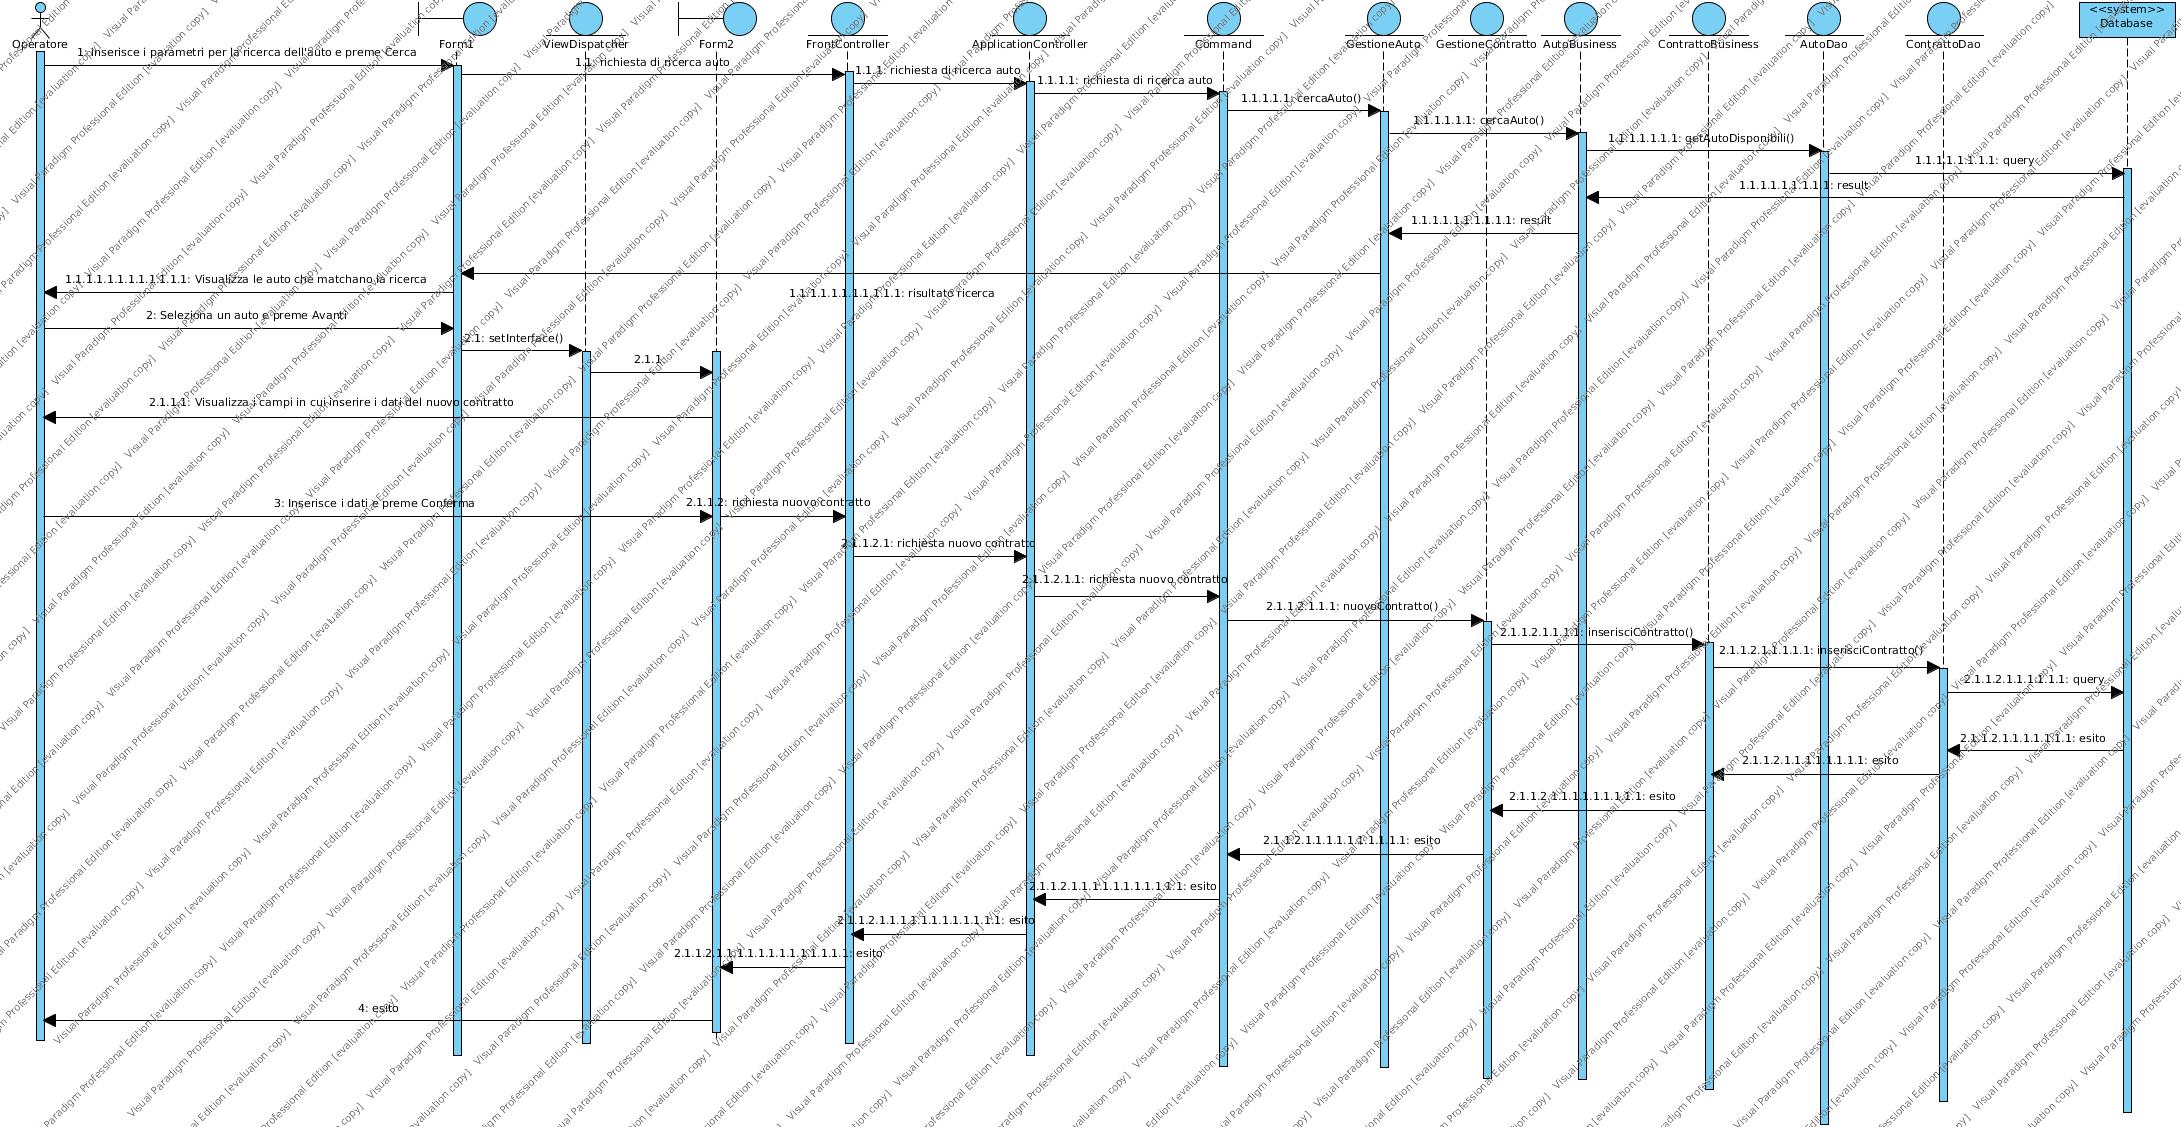 Operatore
Form1
ViewDispatcher
Form2
FrontController
ApplicationController
Command
GestioneAuto
GestioneContratto
AutoBusiness
ContrattoBusiness
AutoDao
ContrattoDao
<<system>>
Database
1: Inserisce i parametri per la ricerca dell'auto e preme Cerca
1.1: richiesta di ricerca auto
1.1.1: richiesta di ricerca auto
1.1.1.1: richiesta di ricerca auto
1.1.1.1.1: cercaAuto()
1.1.1.1.1.1: cercaAuto()
1.1.1.1.1.1.1: getAutoDisponibili()
1.1.1.1.1.1.1.1: query
1.1.1.1.1.1.1.1.1: result
1.1.1.1.1.1.1.1.1.1: result
1.1.1.1.1.1.1.1.1.1.1: risultato ricerca
1.1.1.1.1.1.1.1.1.1.1.1: Visualizza le auto che matchano la ricerca
2: Seleziona un auto e preme Avanti
2.1: setInterface()
2.1.1
2.1.1.1: Visualizza i campi in cui inserire i dati del nuovo contratto
3: Inserisce i dati e preme Conferma
2.1.1.2: richiesta nuovo contratto
2.1.1.2.1: richiesta nuovo contratto
2.1.1.2.1.1: richiesta nuovo contratto
2.1.1.2.1.1.1: nuovoContratto()
2.1.1.2.1.1.1.1: inserisciContratto()
2.1.1.2.1.1.1.1.1: inserisciContratto()
2.1.1.2.1.1.1.1.1.1: query
2.1.1.2.1.1.1.1.1.1.1: esito
2.1.1.2.1.1.1.1.1.1.1.1: esito
2.1.1.2.1.1.1.1.1.1.1.1.1: esito
2.1.1.2.1.1.1.1.1.1.1.1.1.1: esito
2.1.1.2.1.1.1.1.1.1.1.1.1.1.1: esito
2.1.1.2.1.1.1.1.1.1.1.1.1.1.1.1: esito
2.1.1.2.1.1.1.1.1.1.1.1.1.1.1.1.1: esito
4: esito
Visual Paradigm Professional Edition [evaluation copy]